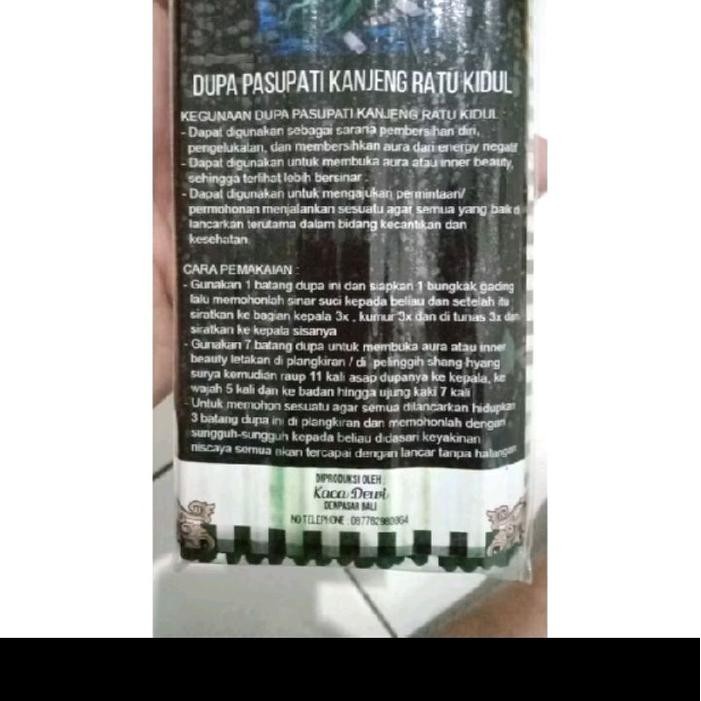 DUPA PASUPATI KANJENG RATU KIDUL
KEGUNAAN DUPA PASUPATI KANJENG RATU KIDUL :
- Dapat digunakan sebagai sarana pembersihan diri,
pengelukatan, dan membersihkan aura dari energy negatif
- Dapat digunakan untuk membuka aura atau inner beauty,
sehingga terlihat lebih bersinar .
- Dapat digunakan untuk mengajukan permintaan/
permohonan menjalankan sesuatu agar semua yang baik di
lancarkan terutama dalam bidang kecantikan dan
kesehatan.
CARA PEMAKAIAN :
- Gunakan 1 batang dupa ini dan siapkan 1 bungkak gading
lalu memohonlah sinar suci kepada beliau dan setelah itu
siratkan ke bagian kepala 3x , kumur 3x dan di tunas 3x dan
siratkan ke kepala sisanya
- Gunakan 7 batang dupa untuk membuka aura atau inner
beauty letakan di plangkiran / di pelinggih shang hyang
surya kemudian raup 11 kali asap dupanya ke kepala, ke
wajah 5 kali dan ke badan hingga ujung kaki 7 kali
- Untuk memohon sesuatu agar semua dilancarkan hidupkan
3 batang dupa ini di plangkiran dan memohonlah dengan
sungguh-sungguh kepada beliau didasari keyakinan
niscaya semua akan tercapai dengan lancar tanpa halangan
DIPRODUKSI OLEH :
Kaca Dewi
DENPASAR BALI
NO TELEPHONE :